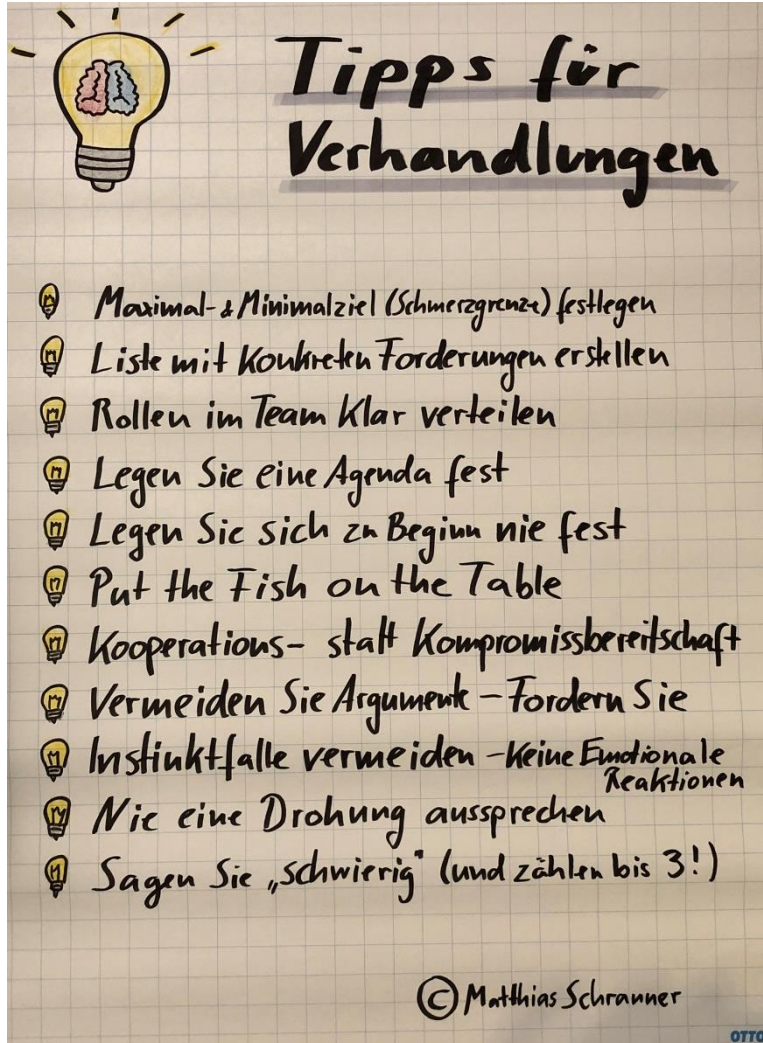 Tipps für
Verhandlungen
Maximal- & Minimalziel (Schmerzgrenze) festlegen
Liste mit konkreten Forderungen erstellen
Rollen im Team klar verteilen
Legen Sie eine Agenda fest
Legen Sie sich zu Beginn nie fest
Put the Fish on the Table
Kooperations- statt Kompromissbereitschaft
Vermeiden Sie Argumente - Fordern Sie
Instinktfalle vermeiden - Keine Emotionale
Reaktionen
Nie eine Drohung aussprechen
Sagen Sie „schwierig“ (und zählen bis 3!)
© Matthias Schranner
OTTO